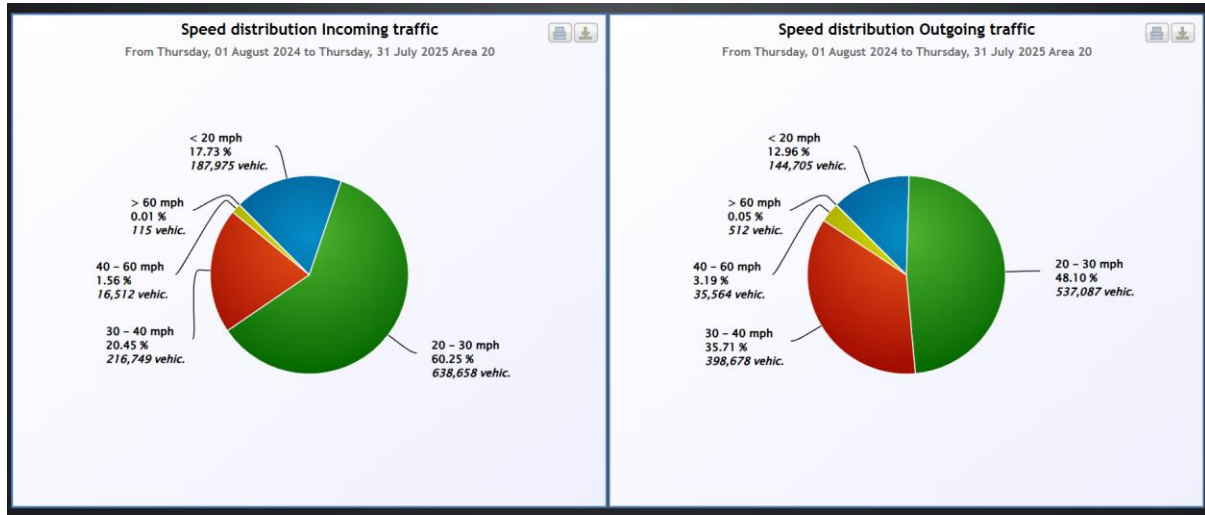 Speed distribution Incoming traffic
From Thursday, 01 August 2024 to Thursday, 31 July 2025 Area 20
< 20 mph
17.73 %
187,975 vehic.
> 60 mph
0.01 %
115 vehic.
40 – 60 mph
1.56 %
16,512 vehic.
30 – 40 mph
20.45 %
216,749 vehic.
20 – 30 mph
60.25 %
638,658 vehic.
Speed distribution Outgoing traffic
From Thursday, 01 August 2024 to Thursday, 31 July 2025 Area 20
< 20 mph
12.96 %
144,705 vehic.
> 60 mph
0.05 %
512 vehic.
40 – 60 mph
3.19 %
35,564 vehic.
30 – 40 mph
35.71 %
398,678 vehic.
20 – 30 mph
48.10 %
537,087 vehic.